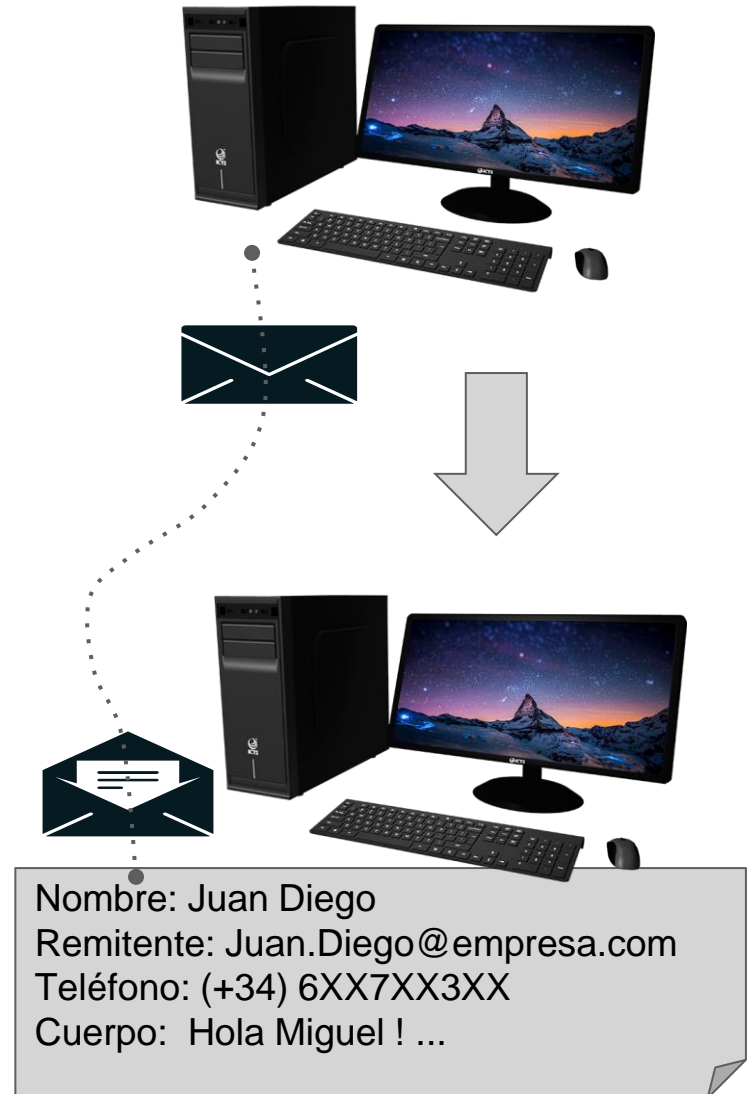 Nombre: Juan Diego
Remitente: Juan.Diego@empresa.com
Teléfono: (+34) 6XX7XX3XX
Cuerpo:  Hola Miguel ! ...